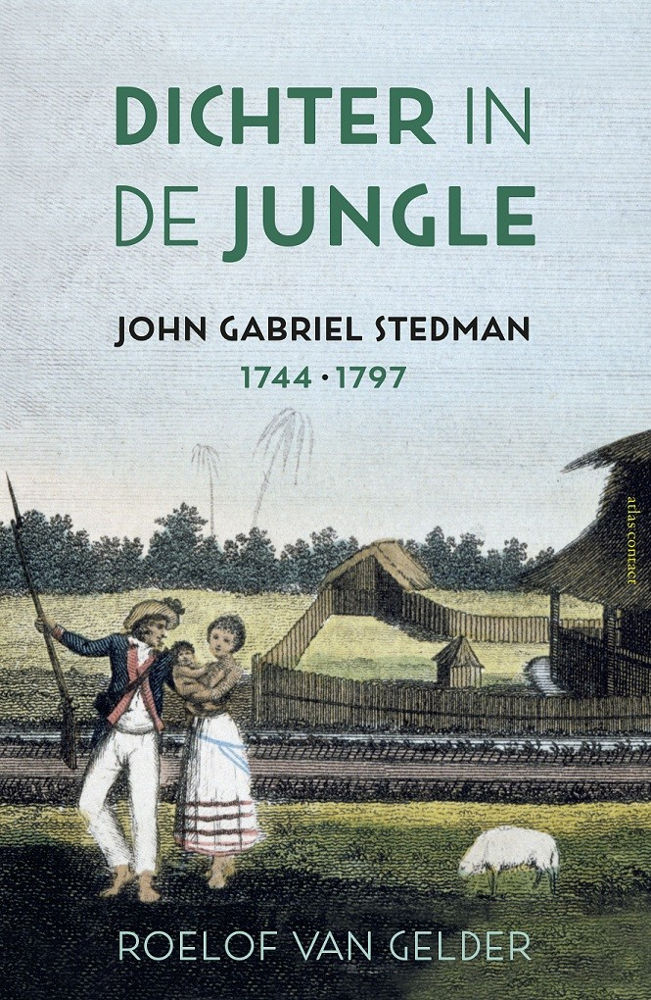 DICHTER IN
DE JUNGLE
JOHN GABRIEL STEDMAN
1744 • 1797
atlas contact
ROELOF VAN GELDER